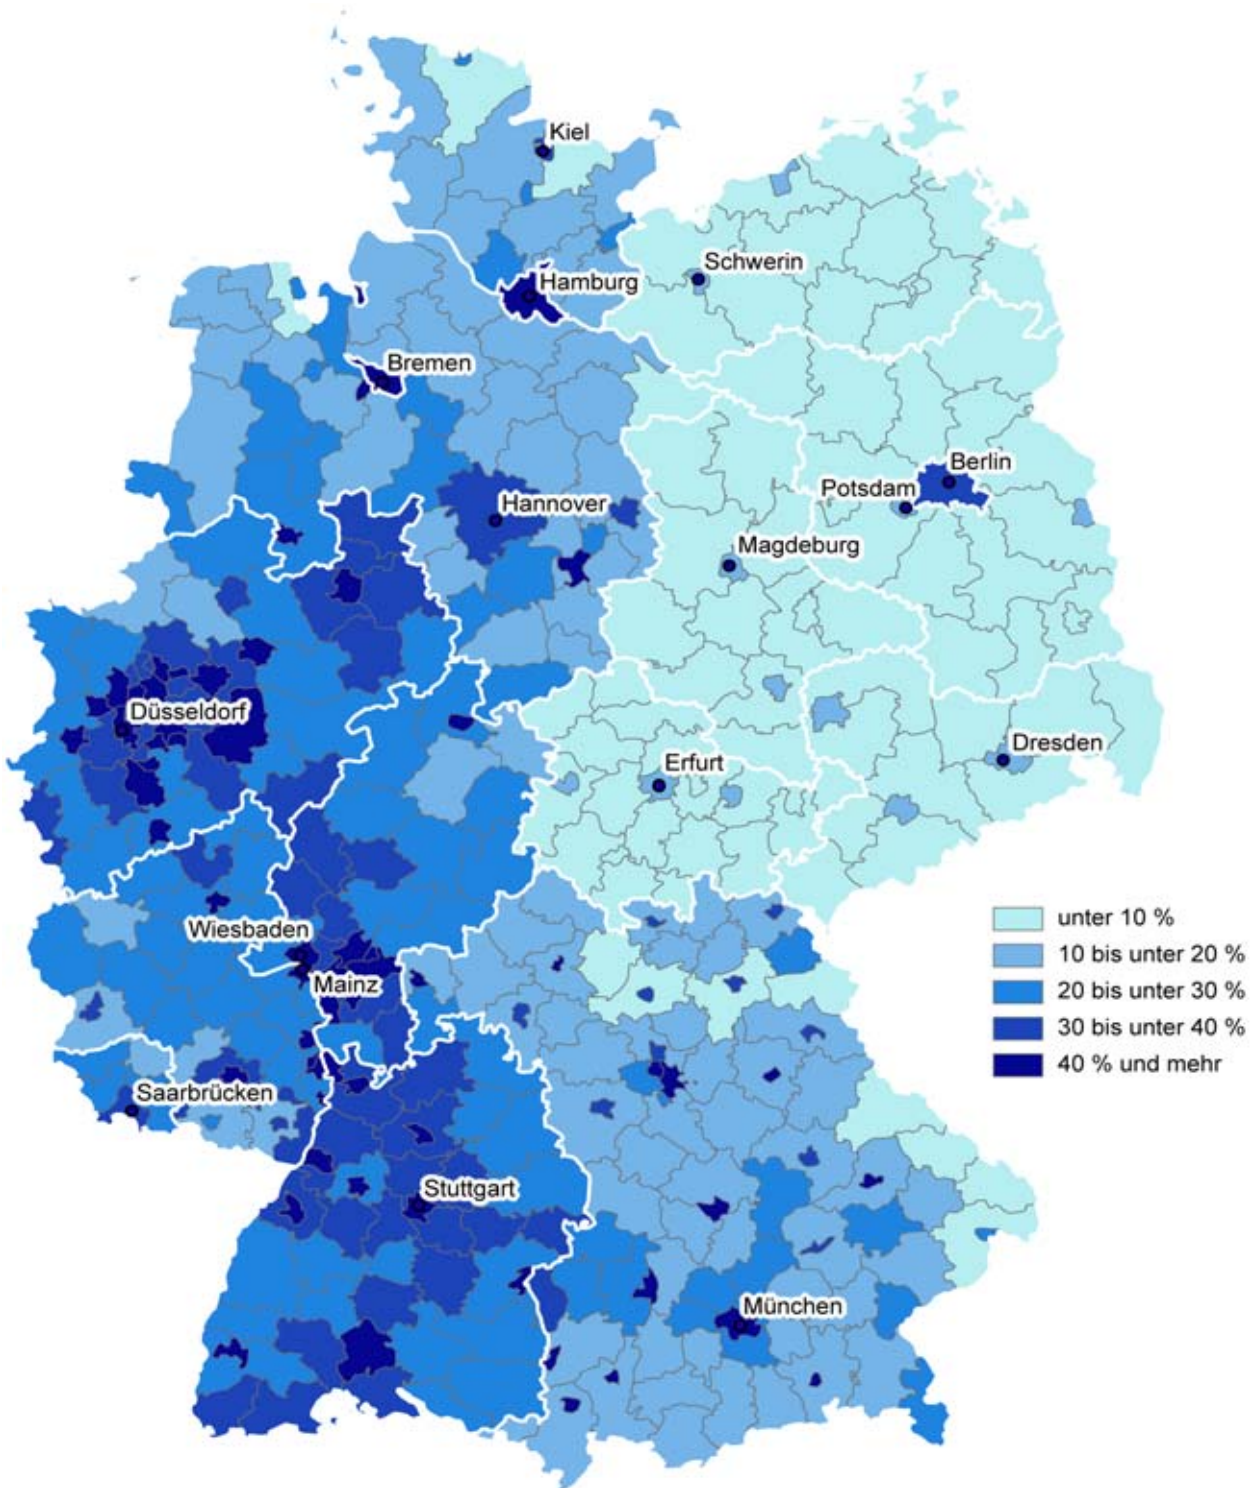 Kiel
Schwerin
Hamburg
Bremen
Berlin
Potsdam
Hannover
Magdeburg
Düsseldorf
Dresden
Erfurt
Wiesbaden
Mainz
Saarbrücken
Stuttgart
München
unter 10 %
10 bis unter 20 %
20 bis unter 30 %
30 bis unter 40 %
40 % und mehr